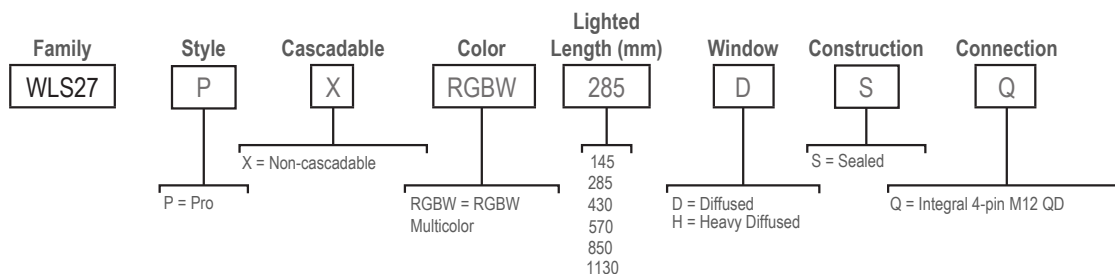 Family
Style
Cascadable
Color
Lighted
Length (mm)
Window
Construction
Connection
WLS27
P
X
RGBW
285
D
S
Q
X = Non-cascadable
S = Sealed
P = Pro
RGBW = RGBW
Multicolor
145
285
430
570
850
1130
D = Diffused
H = Heavy Diffused
Q = Integral 4-pin M12 QD